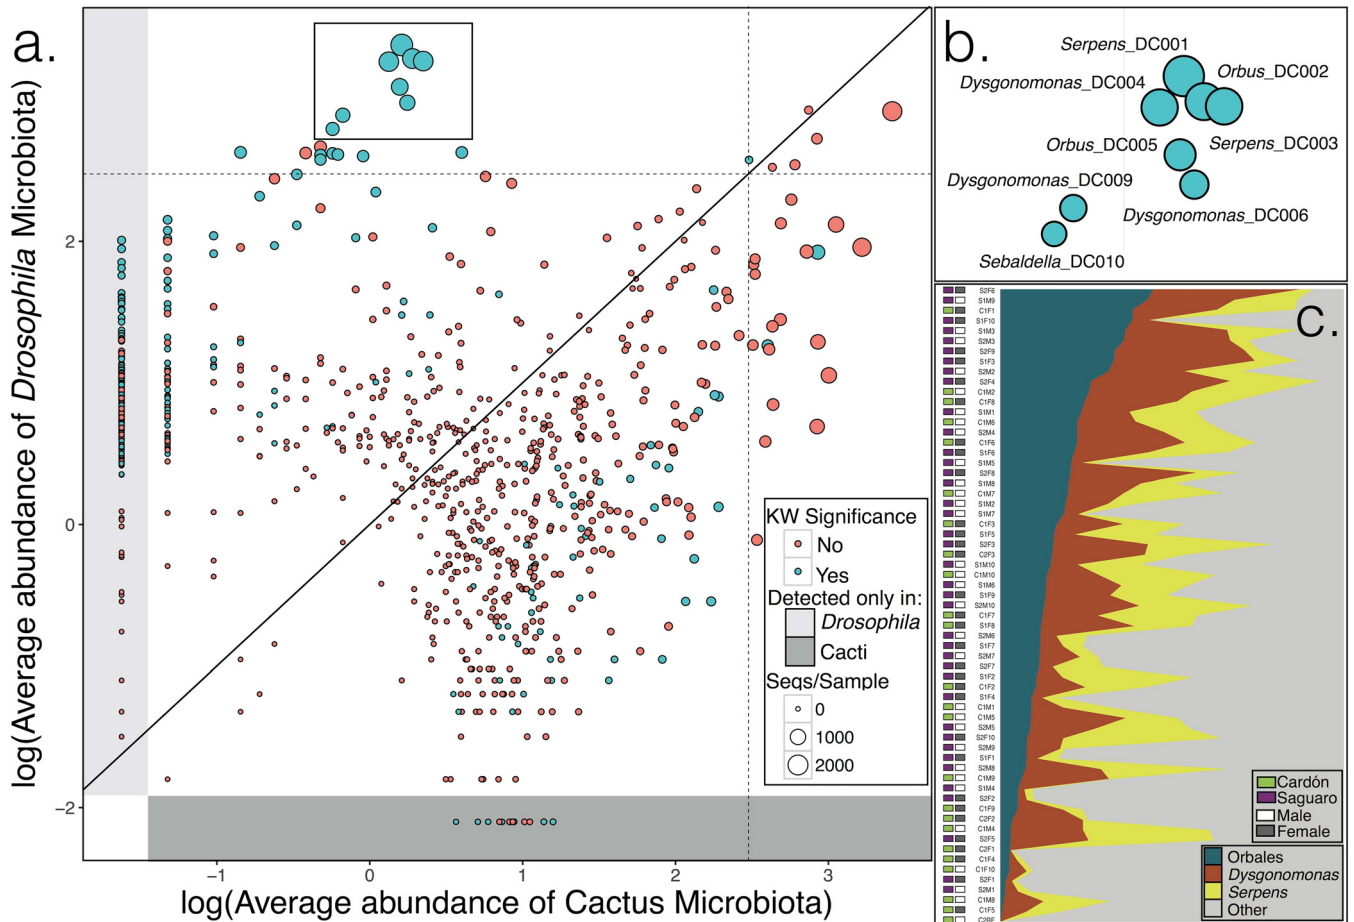 a.
log(Average abundance of Drosophila Microbiota)
2
0
−2
−1
0
1
2
3
log(Average abundance of Cactus Microbiota)
KW Significance
No
Yes
Detected only in:
Drosophila
Cacti
Seqs/Sample
0
1000
2000
b.
Serpens_DC001
Orbus_DC002
Dysgonomonas_DC004
Orbus_DC005
Serpens_DC003
Dysgonomonas_DC009
Dysgonomonas_DC006
Sebaldella_DC010
c.
S2F6
S1M9
C1F1
S1F10
S1M3
S2M3
S2F9
S1F3
S2M2
S2F4
C1M2
C1F8
S1M1
C1M6
S2M4
C1F6
S1F6
S1M5
S2F8
S1M8
C1M7
S1M2
S1M7
C1F3
S1F5
S2F3
C2F3
S1M10
C1M10
S1M6
S1F9
S2M10
C1F7
S1F8
S2M6
S1F7
S2M7
S2F7
S1F2
C1F2
S1F4
C1M1
C1M5
S2M5
S2F10
S2M9
S1F1
S2M8
C1M9
S1M4
S2F2
C1F9
C2F2
C1M4
S2F5
C2F1
C1F4
C1F10
S2F1
S2M1
C1M8
C1F5
Cardón
Saguaro
Male
Female
Orbales
Dysgonomonas
Serpens
Other